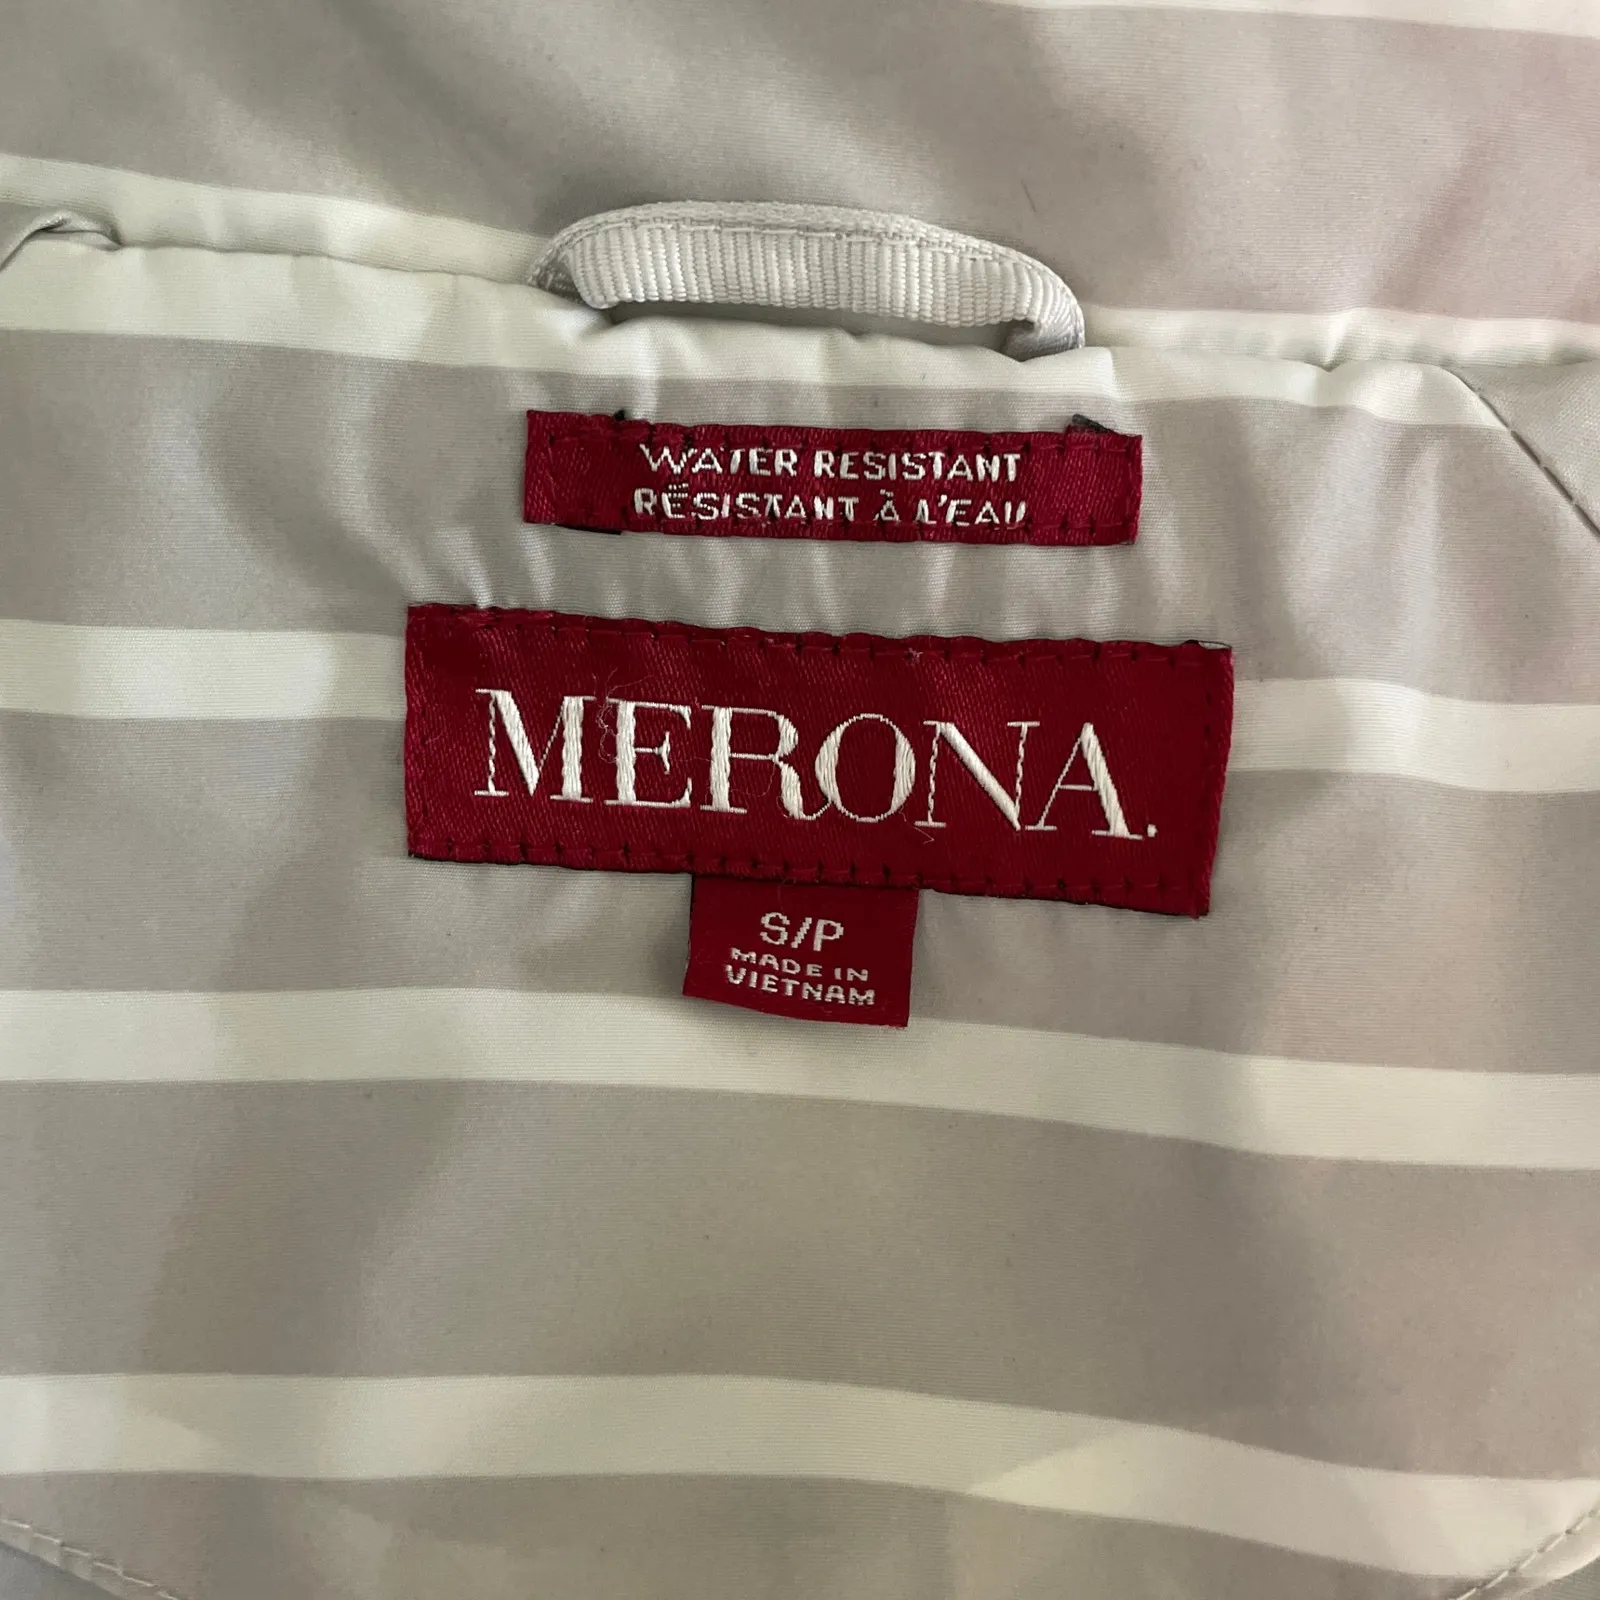 WATER RESISTANT
RÉSISTANT À L'EAU
MERONA.
S/P
MADE IN
VIETNAM